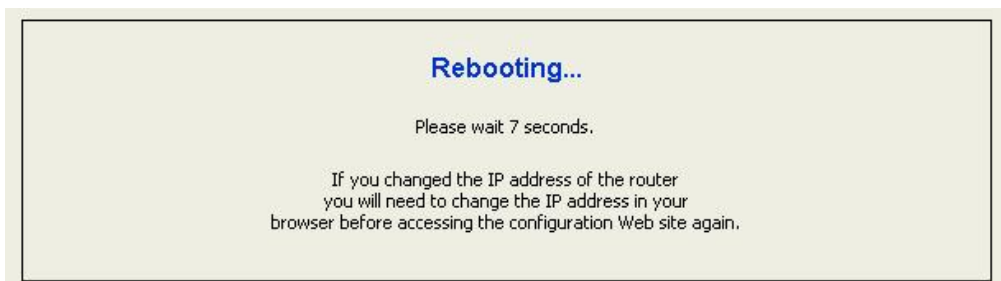 Rebooting...
Please wait 7 seconds.
If you changed the IP address of the router
you will need to change the IP address in your
browser before accessing the configuration Web site again.